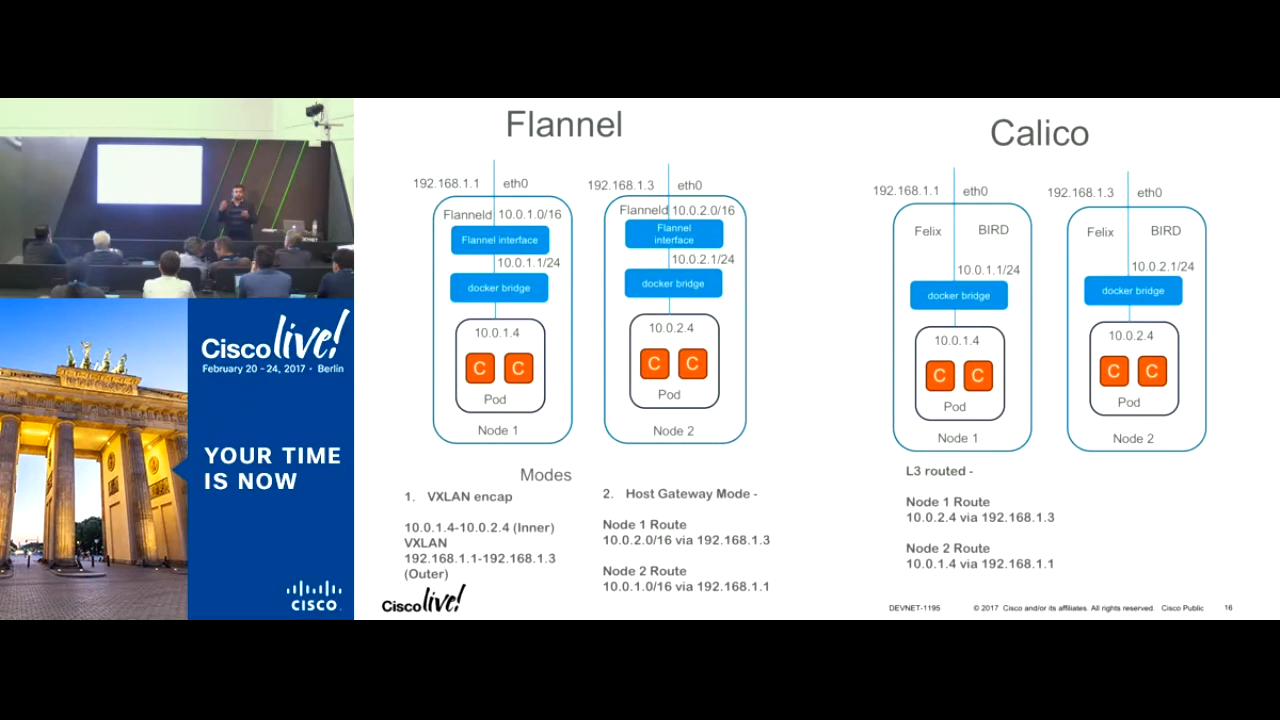 Flannel
192.168.1.1 eth0
Flanneld 10.0.1.0/16
Flannel interface
10.0.1.1/24
docker bridge
10.0.1.4
C C
Pod
Node 1
192.168.1.3 eth0
Flanneld 10.0.2.0/16
Flannel
interface
10.0.2.1/24
docker bridge
10.0.2.4
C C
Pod
Node 2
Modes
1. VXLAN encap
10.0.1.4-10.0.2.4 (Inner)
VXLAN
192.168.1.1-192.168.1.3
(Outer)
2. Host Gateway Mode -
Node 1 Route
10.0.2.0/16 via 192.168.1.3
Node 2 Route
10.0.1.0/16 via 192.168.1.1
Calico
192.168.1.1 eth0
Felix BIRD
10.0.1.1/24
docker bridge
10.0.1.4
C C
Pod
Node 1
192.168.1.3 eth0
Felix BIRD
10.0.2.1/24
docker bridge
10.0.2.4
C C
Pod
Node 2
L3 routed -
Node 1 Route
10.0.2.4 via 192.168.1.3
Node 2 Route
10.0.1.4 via 192.168.1.1
Cisco live!
DEVNET-1195 © 2017 Cisco and/or its affiliates. All rights reserved. Cisco Public 16
DEVNET
Cisco live!
February 20 - 24, 2017 • Berlin
YOUR TIME
IS NOW
CISCO.